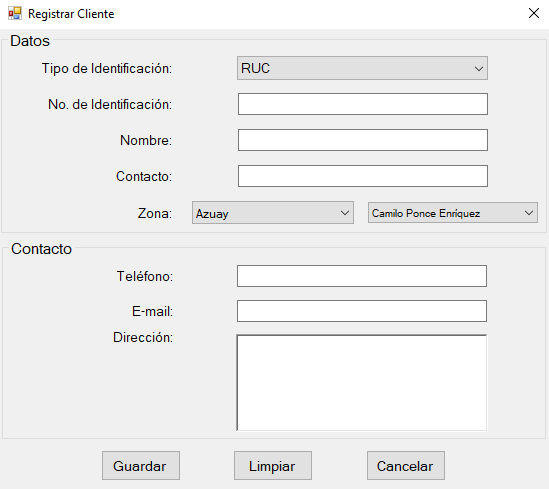 Registrar Cliente
Datos
Tipo de Identificación: RUC
No. de Identificación:
Nombre:
Contacto:
Zona: Azuay Camilo Ponce Enríquez
Contacto
Teléfono:
E-mail:
Dirección:
Guardar Limpiar Cancelar